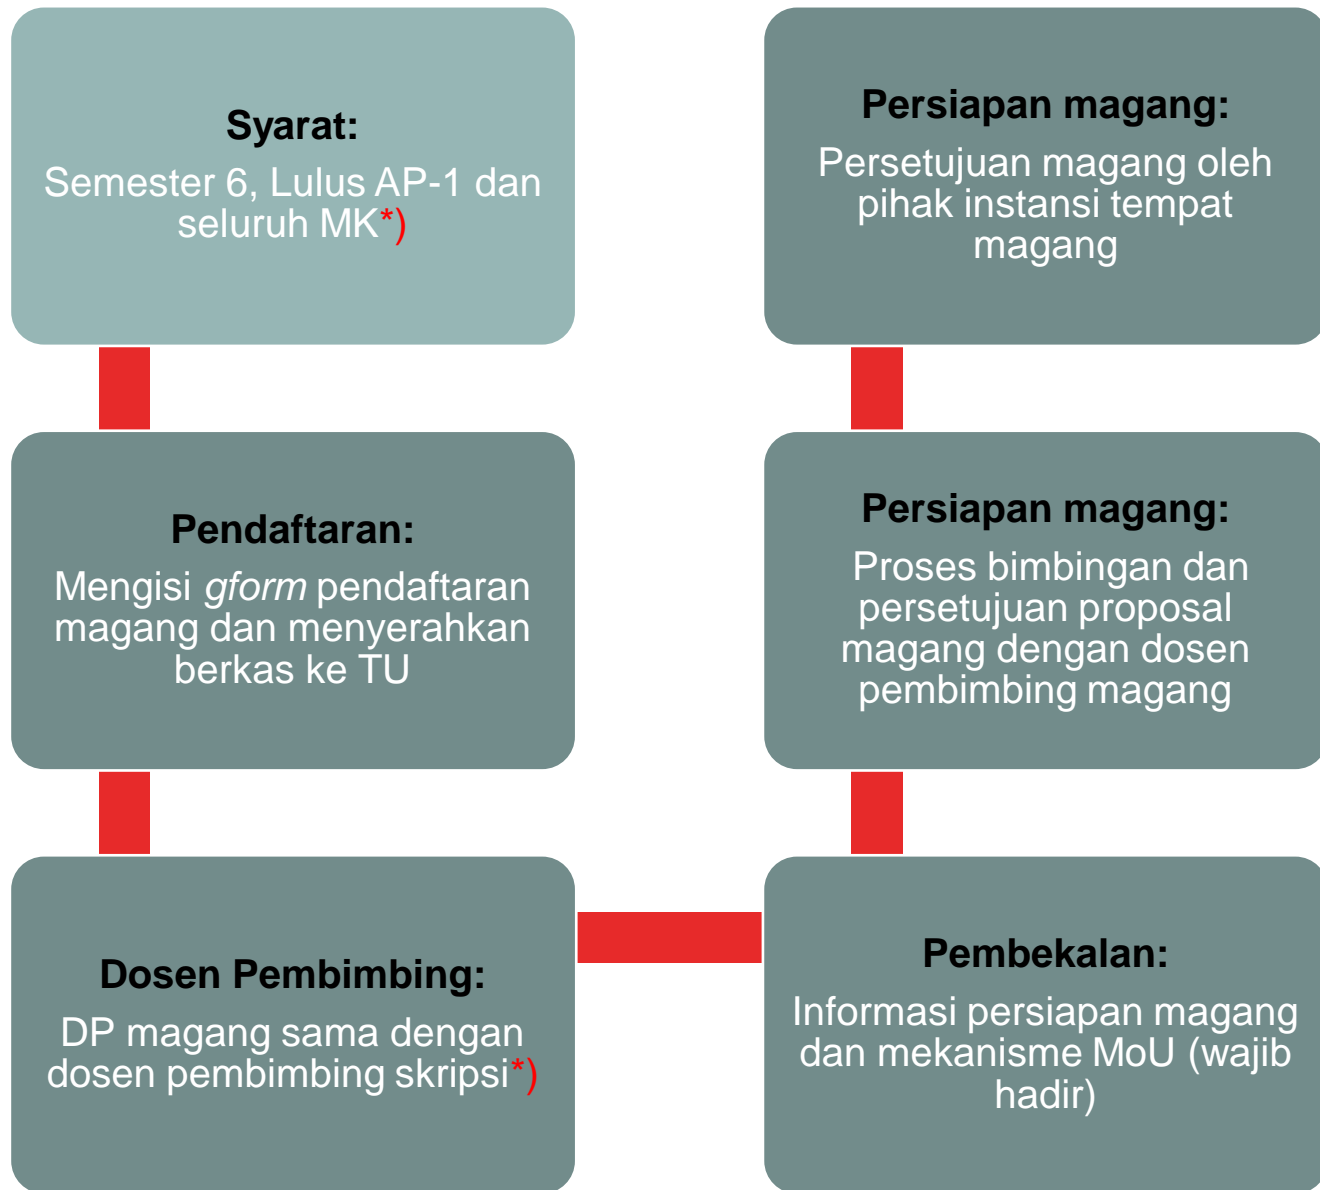 Syarat:
Semester 6, Lulus AP-1 dan
seluruh MK*)
Pendaftaran:
Mengisi gform pendaftaran
magang dan menyerahkan
berkas ke TU
Dosen Pembimbing:
DP magang sama dengan
dosen pembimbing skripsi*)
Pembekalan:
Informasi persiapan magang
dan mekanisme MoU (wajib
hadir)
Persiapan magang:
Proses bimbingan dan
persetujuan proposal
magang dengan dosen
pembimbing magang
Persiapan magang:
Persetujuan magang oleh
pihak instansi tempat
magang